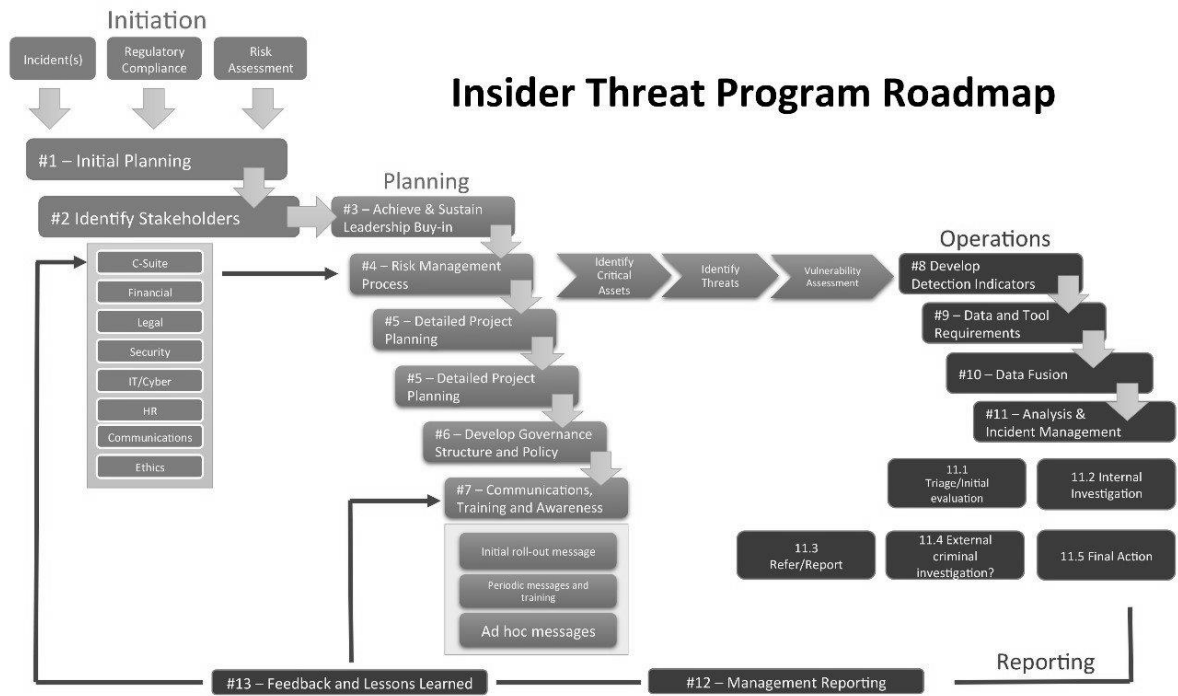 Initiation
Incident(s)
Regulatory
Compliance
Risk
Assessment
Insider Threat Program Roadmap
#1 – Initial Planning
#2 Identify Stakeholders
C-Suite
Financial
Legal
Security
IT/Cyber
HR
Communications
Ethics
Planning
#3 – Achieve & Sustain
Leadership Buy-in
#4 – Risk Management
Process
#5 – Detailed Project
Planning
#5 – Detailed Project
Planning
#6 – Develop Governance
Structure and Policy
#7 – Communications,
Training and Awareness
Initial roll-out message
Periodic messages and
training
Ad hoc messages
Identify
Critical
Assets
Identify
Threats
Vulnerability
Assessment
Operations
#8 Develop
Detection Indicators
#9 – Data and Tool
Requirements
#10 – Data Fusion
#11 – Analysis &
Incident Management
11.1
Triage/Initial
evaluation
11.2 Internal
Investigation
11.3
Refer/Report
11.4 External
criminal
investigation?
11.5 Final Action
Reporting
#12 – Management Reporting
#13 – Feedback and Lessons Learned